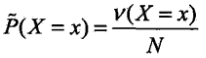 P̃(X = x) = ν(X = x) / N